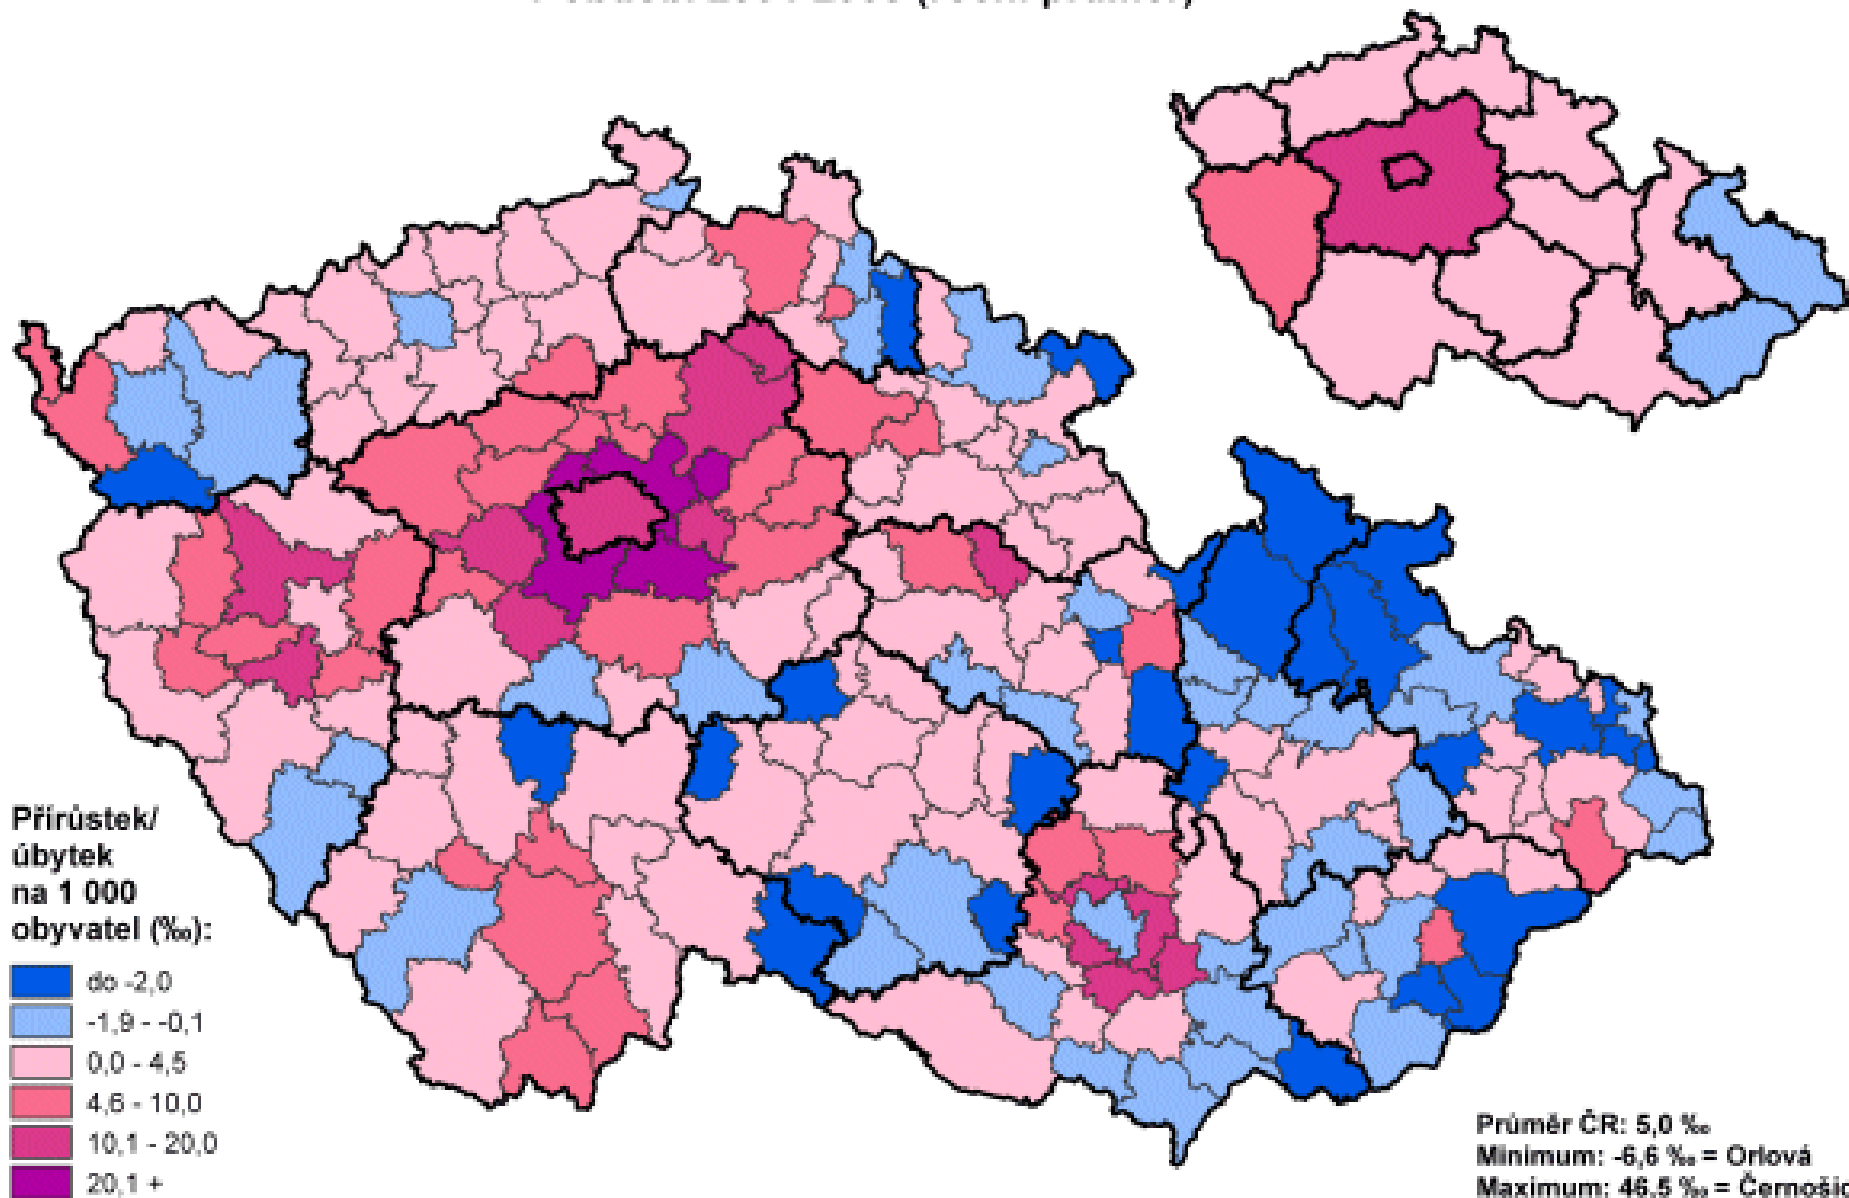 Přírůstek/
úbytek
na 1 000
obyvatel (‰):
do -2,0
-1,9 - -0,1
0,0 - 4,5
4,6 - 10,0
10,1 - 20,0
20,1 +
Průměr ČR: 5,0 ‰
Minimum: -6,6 ‰ = Orlová
Maximum: 46,5 ‰ =